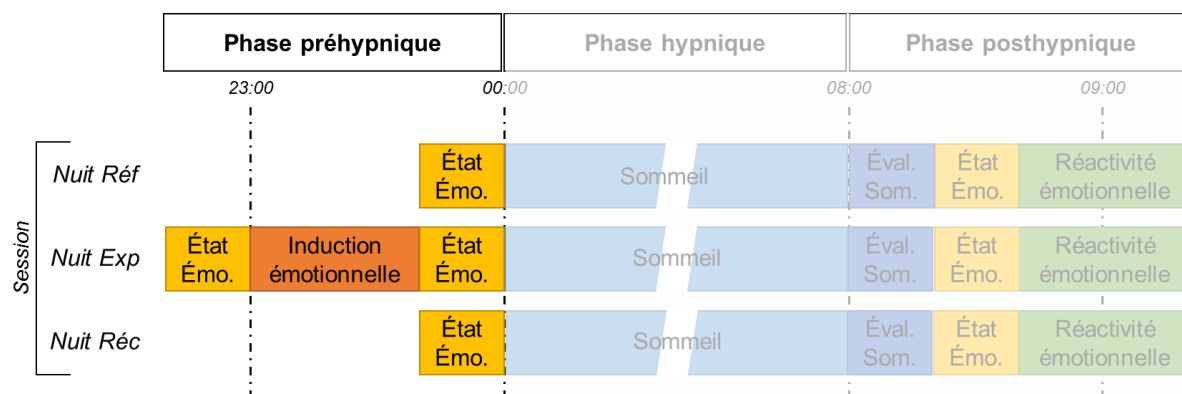 Phase préhypnique
Phase hypnique
Phase posthypnique
23:00
00:00
08:00
09:00
Session
Nuit Réf
État
Émo.
Sommeil
Éval.
Som.
État
Émo.
Réactivité
émotionnelle
Nuit Exp
État
Émo.
Induction
émotionnelle
État
Émo.
Sommeil
Éval.
Som.
État
Émo.
Réactivité
émotionnelle
Nuit Réc
État
Émo.
Sommeil
Éval.
Som.
État
Émo.
Réactivité
émotionnelle